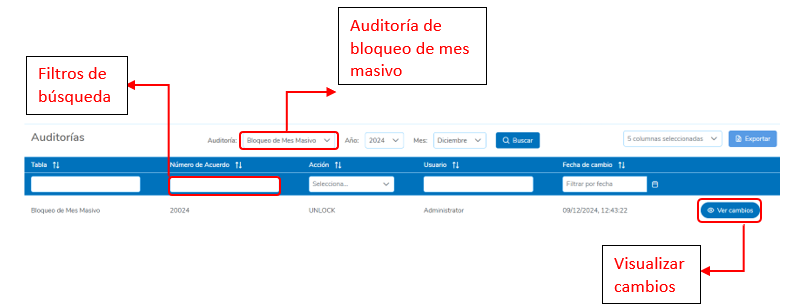 Auditoría de
bloqueo de mes
masivo
Filtros de
búsqueda
Auditorías
Auditoría: Bloqueo de Mes Masivo Año: 2024 Mes: Diciembre Buscar 5 columnas seleccionadas Exportar
Tabla Número de Acuerdo Acción Usuario Fecha de cambio
Selecciona... Filtrar por fecha
Bloqueo de Mes Masivo 20024 UNLOCK Administrator 09/12/2024, 12:43:22 Ver cambios
Visualizar
cambios